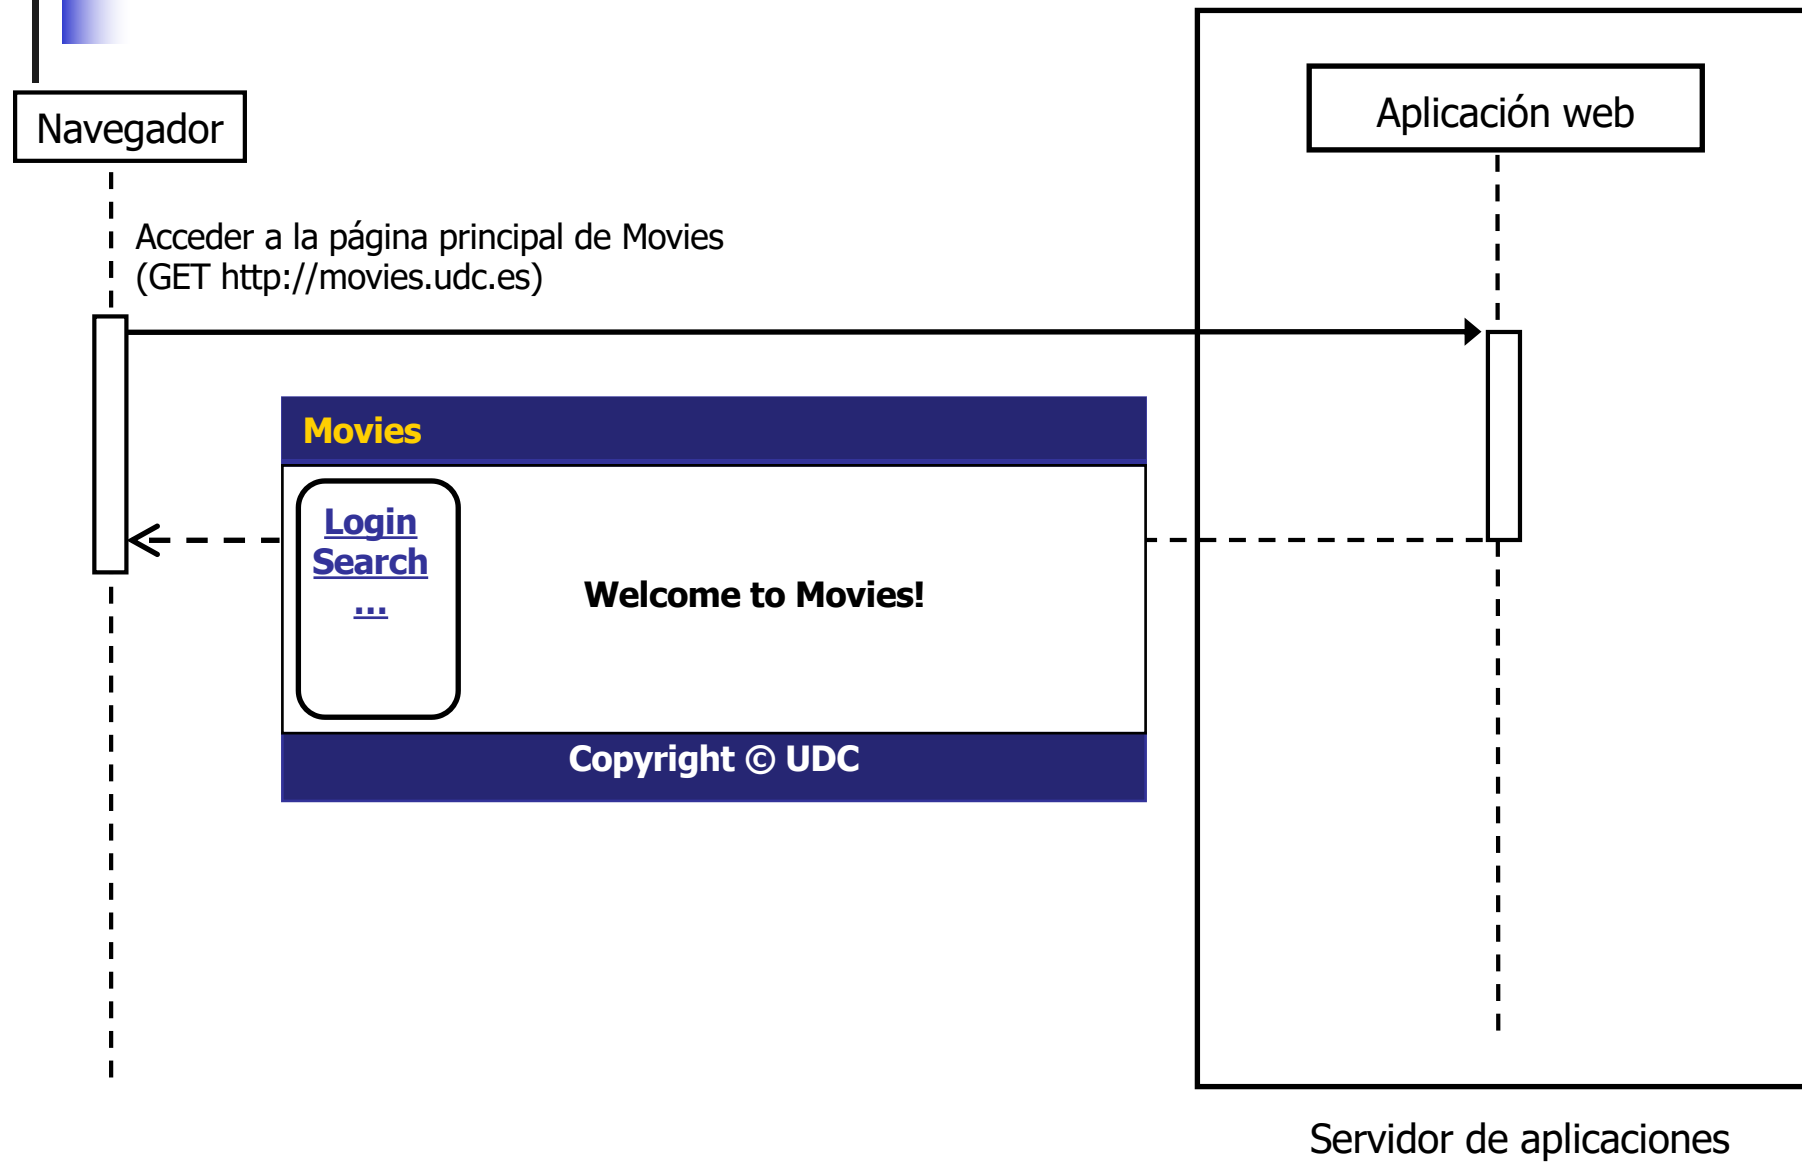 Navegador
Aplicación web
Acceder a la página principal de Movies
(GET http://movies.udc.es)
Movies
Login
Search
...
Welcome to Movies!
Copyright © UDC
Servidor de aplicaciones